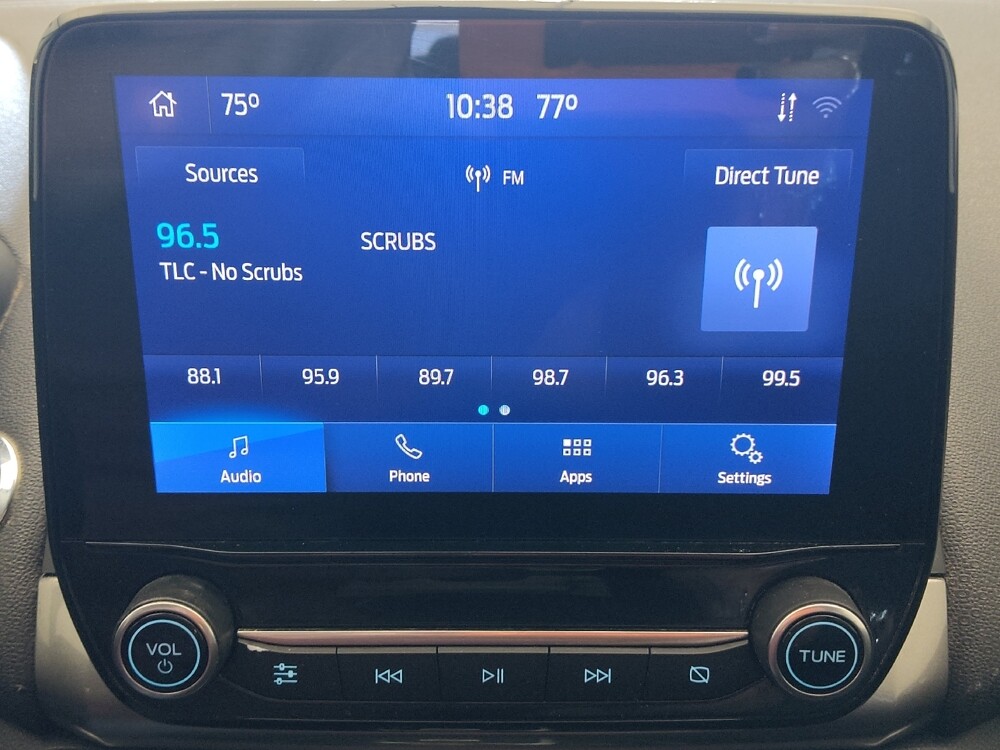 75° 10:38 77°
Sources FM Direct Tune
96.5 SCRUBS
TLC - No Scrubs
88.1 95.9 89.7 98.7 96.3 99.5
Audio Phone Apps Settings
VOL TUNE